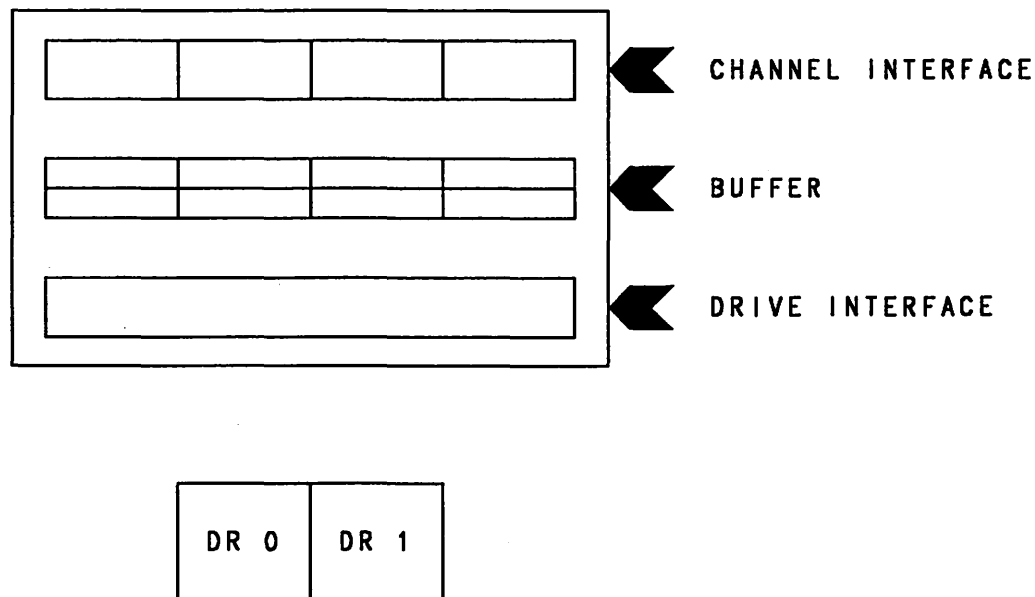 CHANNEL INTERFACE
BUFFER
DRIVE INTERFACE
DR 0 DR 1